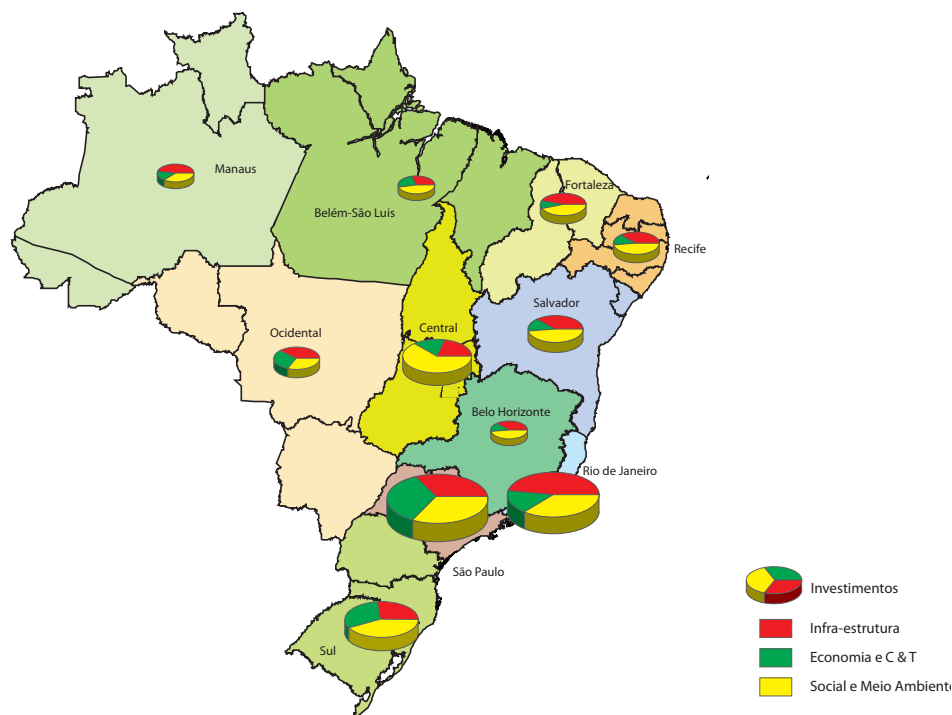 Manaus
Fortaleza
Belém-São Luis
Recife
Salvador
Ocidental
Central
Belo Horizonte
Rio de Janeiro
São Paulo
Sul
Investimentos
Infra-estrutura
Economia e C & T
Social e Meio Ambiente